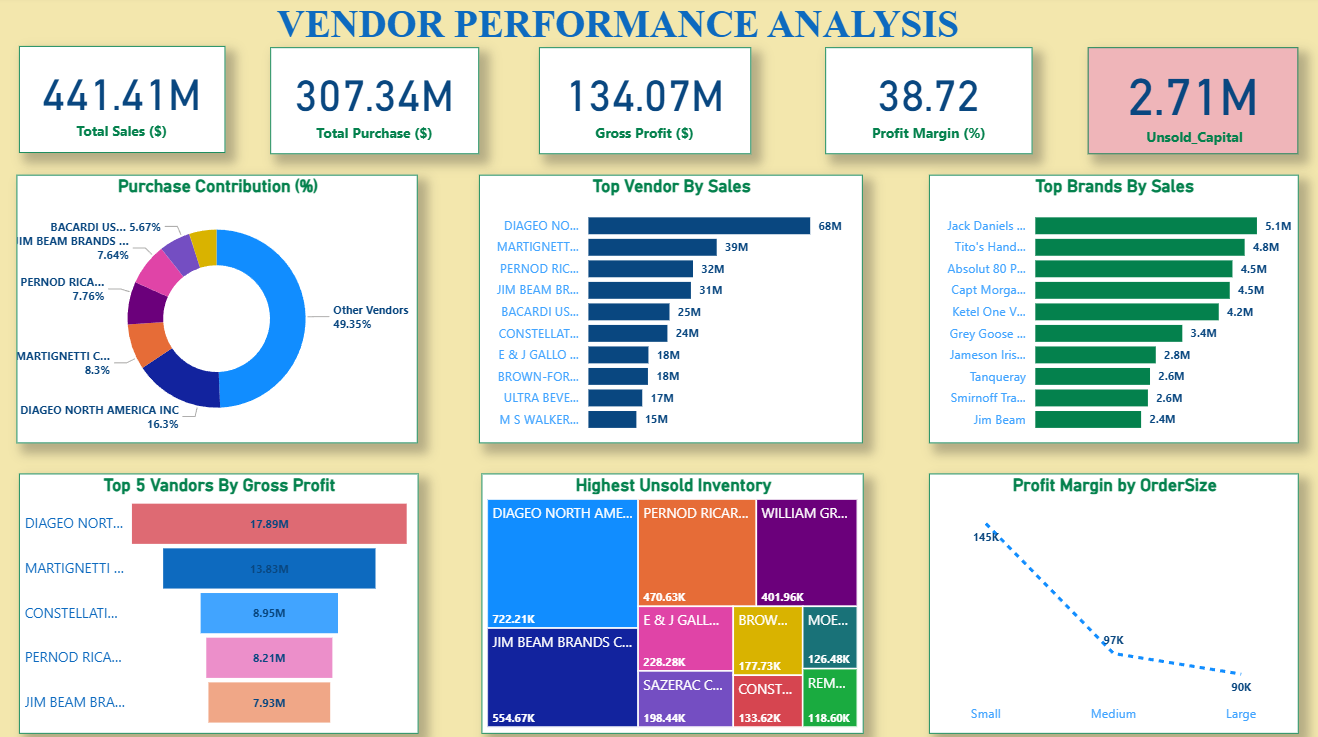 VENDOR PERFORMANCE ANALYSIS
441.41M
Total Sales ($)
307.34M
Total Purchase ($)
134.07M
Gross Profit ($)
38.72
Profit Margin (%)
2.71M
Unsold_Capital
Purchase Contribution (%)
BACARDI US... 5.67%
JIM BEAM BRANDS ...
7.64%
PERNOD RICA...
7.76%
MARTIGNETTI C...
8.3%
DIAGEO NORTH AMERICA INC
16.3%
Other Vendors
49.35%
Top Vendor By Sales
DIAGEO NO... 68M
MARTIGNETT... 39M
PERNOD RIC... 32M
JIM BEAM BR... 31M
BACARDI US... 25M
CONSTELLAT... 24M
E & J GALLO ... 18M
BROWN-FOR... 18M
ULTRA BEVE... 17M
M S WALKER... 15M
Top Brands By Sales
Jack Daniels ... 5.1M
Tito's Hand... 4.8M
Absolut 80 P... 4.5M
Capt Morga... 4.5M
Ketel One V... 4.2M
Grey Goose ... 3.4M
Jameson Iris... 2.8M
Tanqueray 2.6M
Smirnoff Tra... 2.6M
Jim Beam 2.4M
Top 5 Vandors By Gross Profit
DIAGEO NORT... 17.89M
MARTIGNETTI ... 13.83M
CONSTELLATI... 8.95M
PERNOD RICA... 8.21M
JIM BEAM BRA... 7.93M
Highest Unsold Inventory
DIAGEO NORTH AME...
722.21K
JIM BEAM BRANDS C...
554.67K
PERNOD RICAR...
470.63K
WILLIAM GR...
401.96K
E & J GALL...
228.28K
SAZERAC C...
198.44K
BROW...
177.73K
CONST...
133.62K
MOE...
126.48K
REM...
118.60K
Profit Margin by OrderSize
145K
97K
90K
Small Medium Large